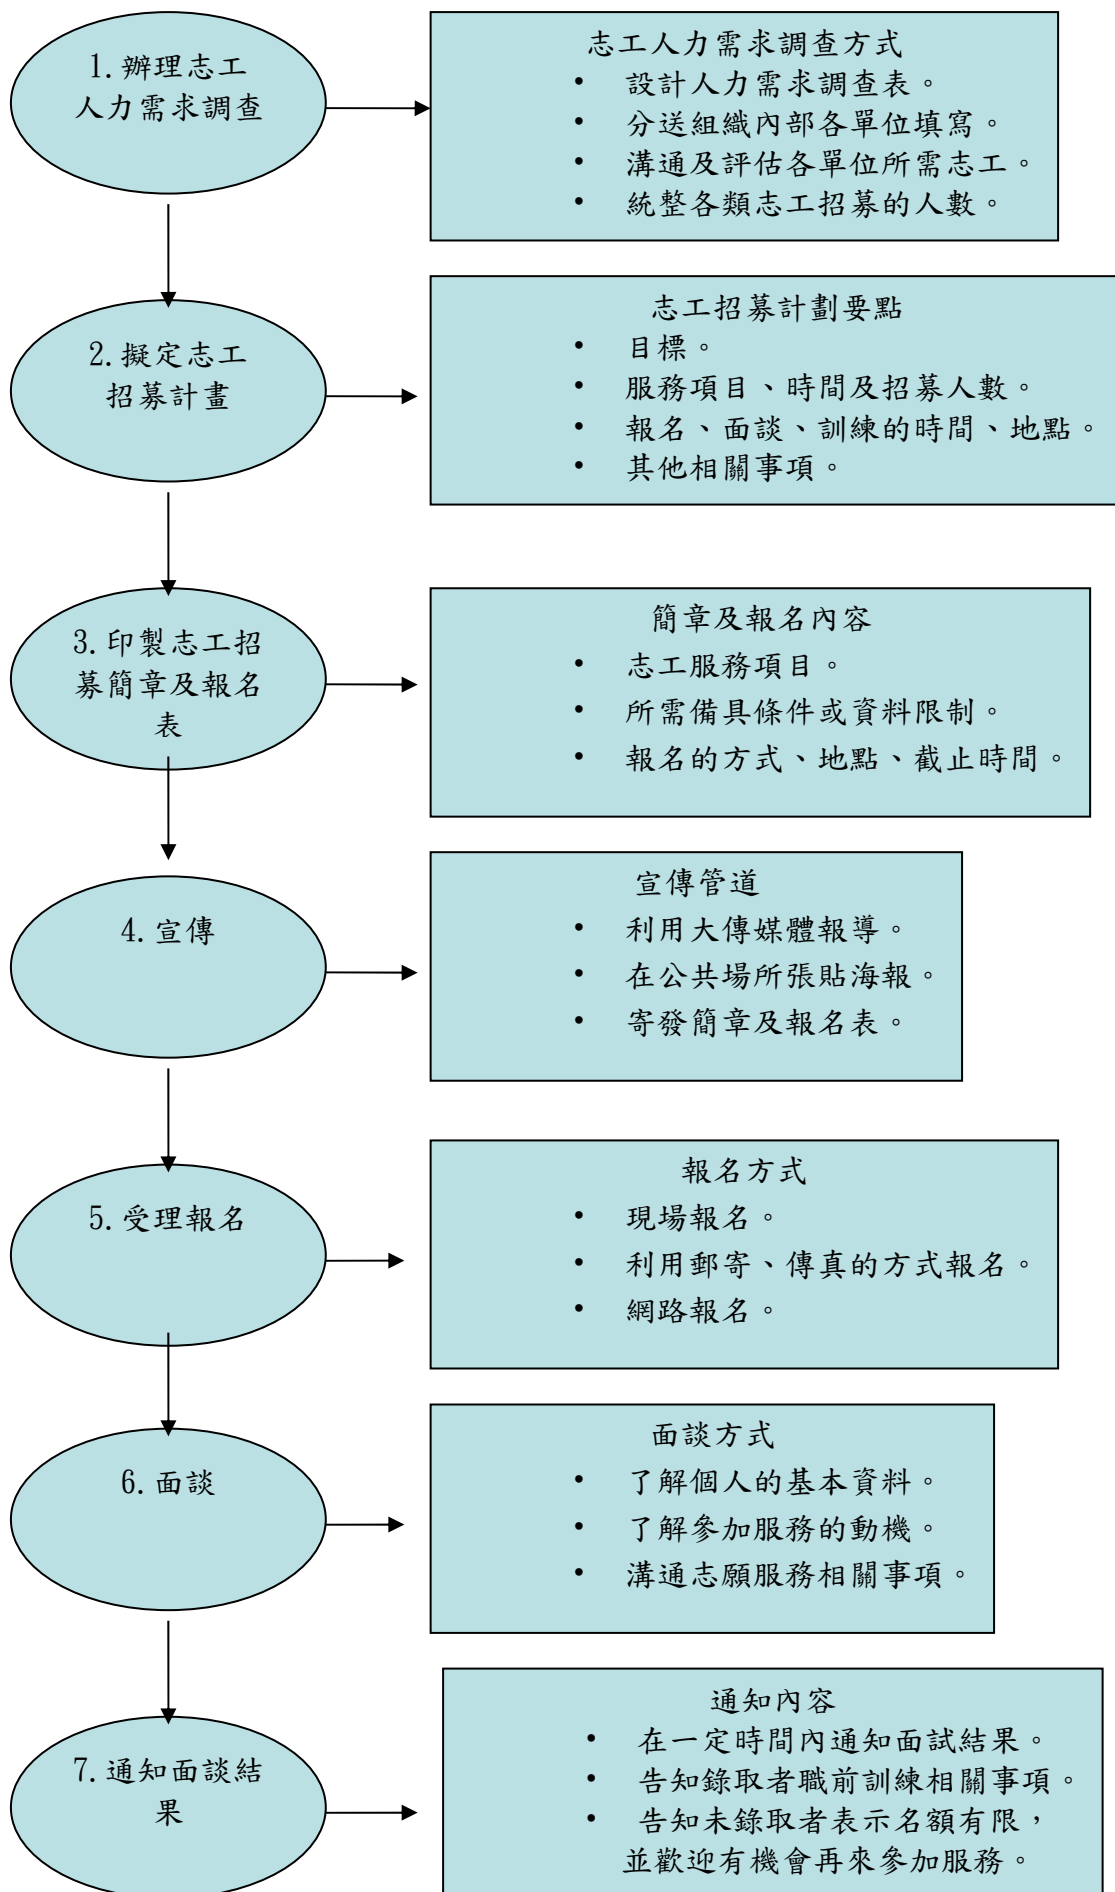 1.辦理志工
人力需求調查
志工人力需求調查方式
• 設計人力需求調查表。
• 分送組織內部各單位填寫。
• 溝通及評估各單位所需志工。
• 統整各類志工招募的人數。
2.擬定志工
招募計畫
志工招募計劃要點
• 目標。
• 服務項目、時間及招募人數。
• 報名、面談、訓練的時間、地點。
• 其他相關事項。
3.印製志工招
募簡章及報名
表
簡章及報名內容
• 志工服務項目。
• 所需備具條件或資料限制。
• 報名的方式、地點、截止時間。
4.宣傳
宣傳管道
• 利用大傳媒體報導。
• 在公共場所張貼海報。
• 寄發簡章及報名表。
5.受理報名
報名方式
• 現場報名。
• 利用郵寄、傳真的方式報名。
• 網路報名。
6.面談
面談方式
• 了解個人的基本資料。
• 了解參加服務的動機。
• 溝通志願服務相關事項。
7.通知面談結
果
通知內容
• 在一定時間內通知面試結果。
• 告知錄取者職前訓練相關事項。
• 告知未錄取者表示名額有限，
並歡迎有機會再來參加服務。